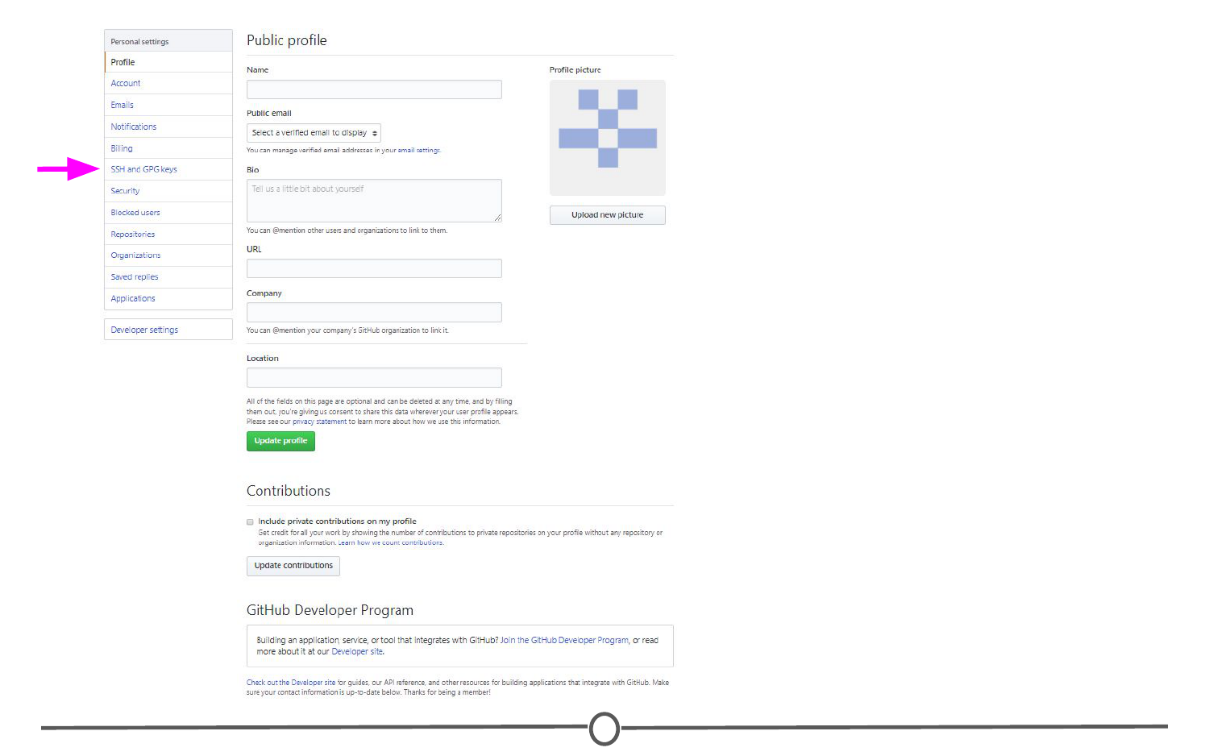 Personal settings
Profile
Account
Emails
Notifications
Billing
SSH and GPG keys
Security
Blocked users
Repositories
Organizations
Saved replies
Applications
Developer settings
Public profile
Name
Public email
Select a verified email to display
You can manage verified email addresses in your email settings.
Bio
Tell us a little bit about yourself
You can @mention other users and organizations to link to them.
URL
Company
You can @mention your company's GitHub organization to link it.
Location
All of the fields on this page are optional and can be deleted at any time, and by filling
them out, you're giving us consent to share this data wherever your user profile appears.
Please see our privacy statement to learn more about how we use this information.
Update profile
Profile picture
Upload new picture
Contributions
Include private contributions on my profile
Get credit for all your work by showing the number of contributions to private repositories on your profile without any repository or
organization information. Learn how we count contributions.
Update contributions
GitHub Developer Program
Building an application, service, or tool that integrates with GitHub? Join the GitHub Developer Program, or read
more about it at our Developer site.
Check out the Developer site for guides, our API reference, and other resources for building applications that integrate with GitHub. Make
sure your contact information is up-to-date below. Thanks for being a member!